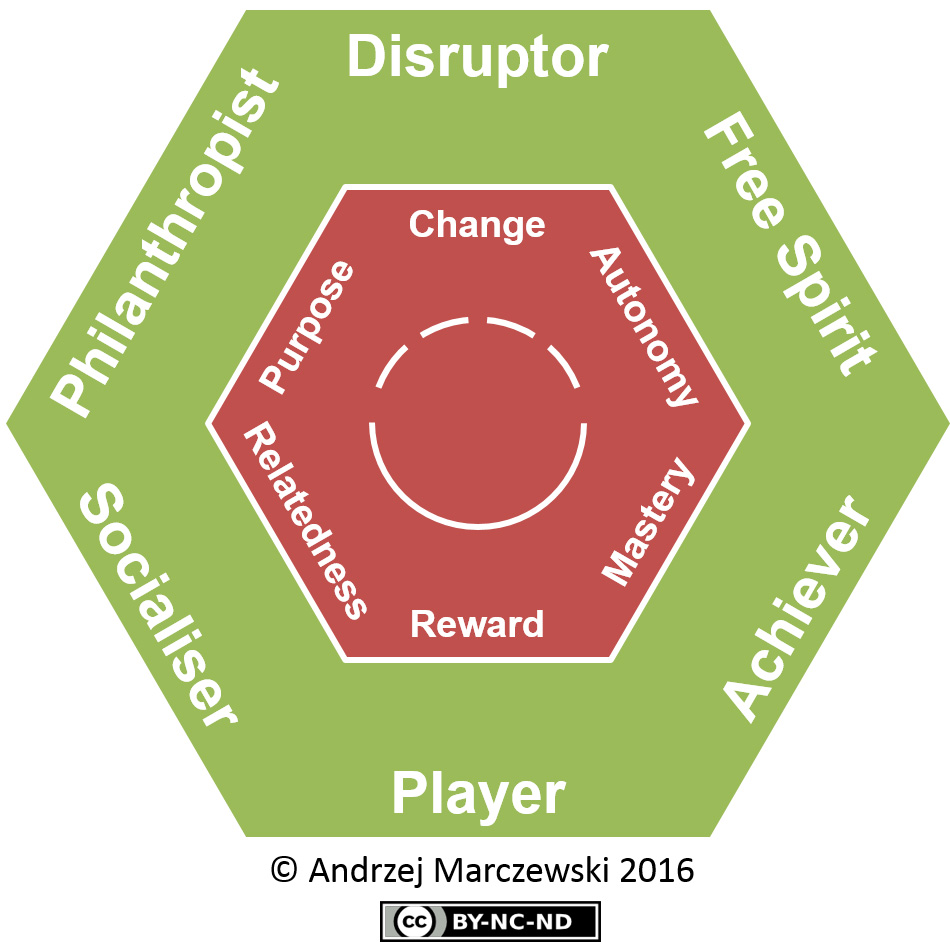 Disruptor
Philanthropist
Free Spirit
Change
Purpose
Autonomy
Relatedness
Mastery
Reward
Socialiser
Achiever
Player
© Andrzej Marczewski 2016
cc BY-NC-ND